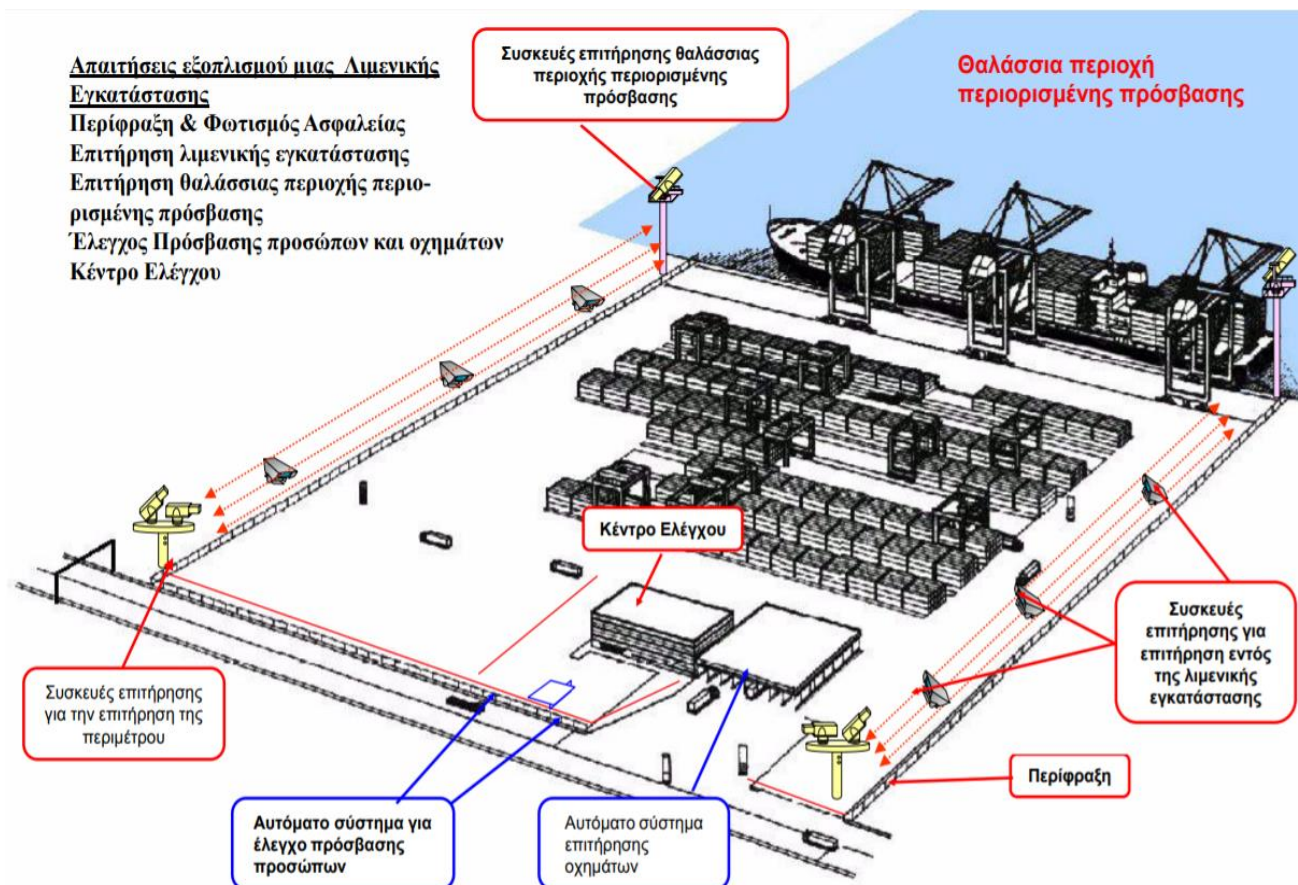 Απαιτήσεις εξοπλισμού μιας Λιμενικής
Εγκατάστασης
Περίφραξη & Φωτισμός Ασφαλείας
Επιτήρηση λιμενικής εγκατάστασης
Επιτήρηση θαλάσσιας περιοχής περιο-
ρισμένης πρόσβασης
Έλεγχος Πρόσβασης προσώπων και οχημάτων
Κέντρο Ελέγχου
Συσκευές επιτήρησης θαλάσσιας
περιοχής περιορισμένης
πρόσβασης
Θαλάσσια περιοχή
περιορισμένης πρόσβασης
Κέντρο Ελέγχου
Συσκευές
επιτήρησης για
επιτήρηση εντός
της λιμενικής
εγκατάστασης
Συσκευές επιτήρησης
για την επιτήρηση της
περιμέτρου
Περίφραξη
Αυτόματο σύστημα για
έλεγχο πρόσβασης
προσώπων
Αυτόματο σύστημα
επιτήρησης
οχημάτων